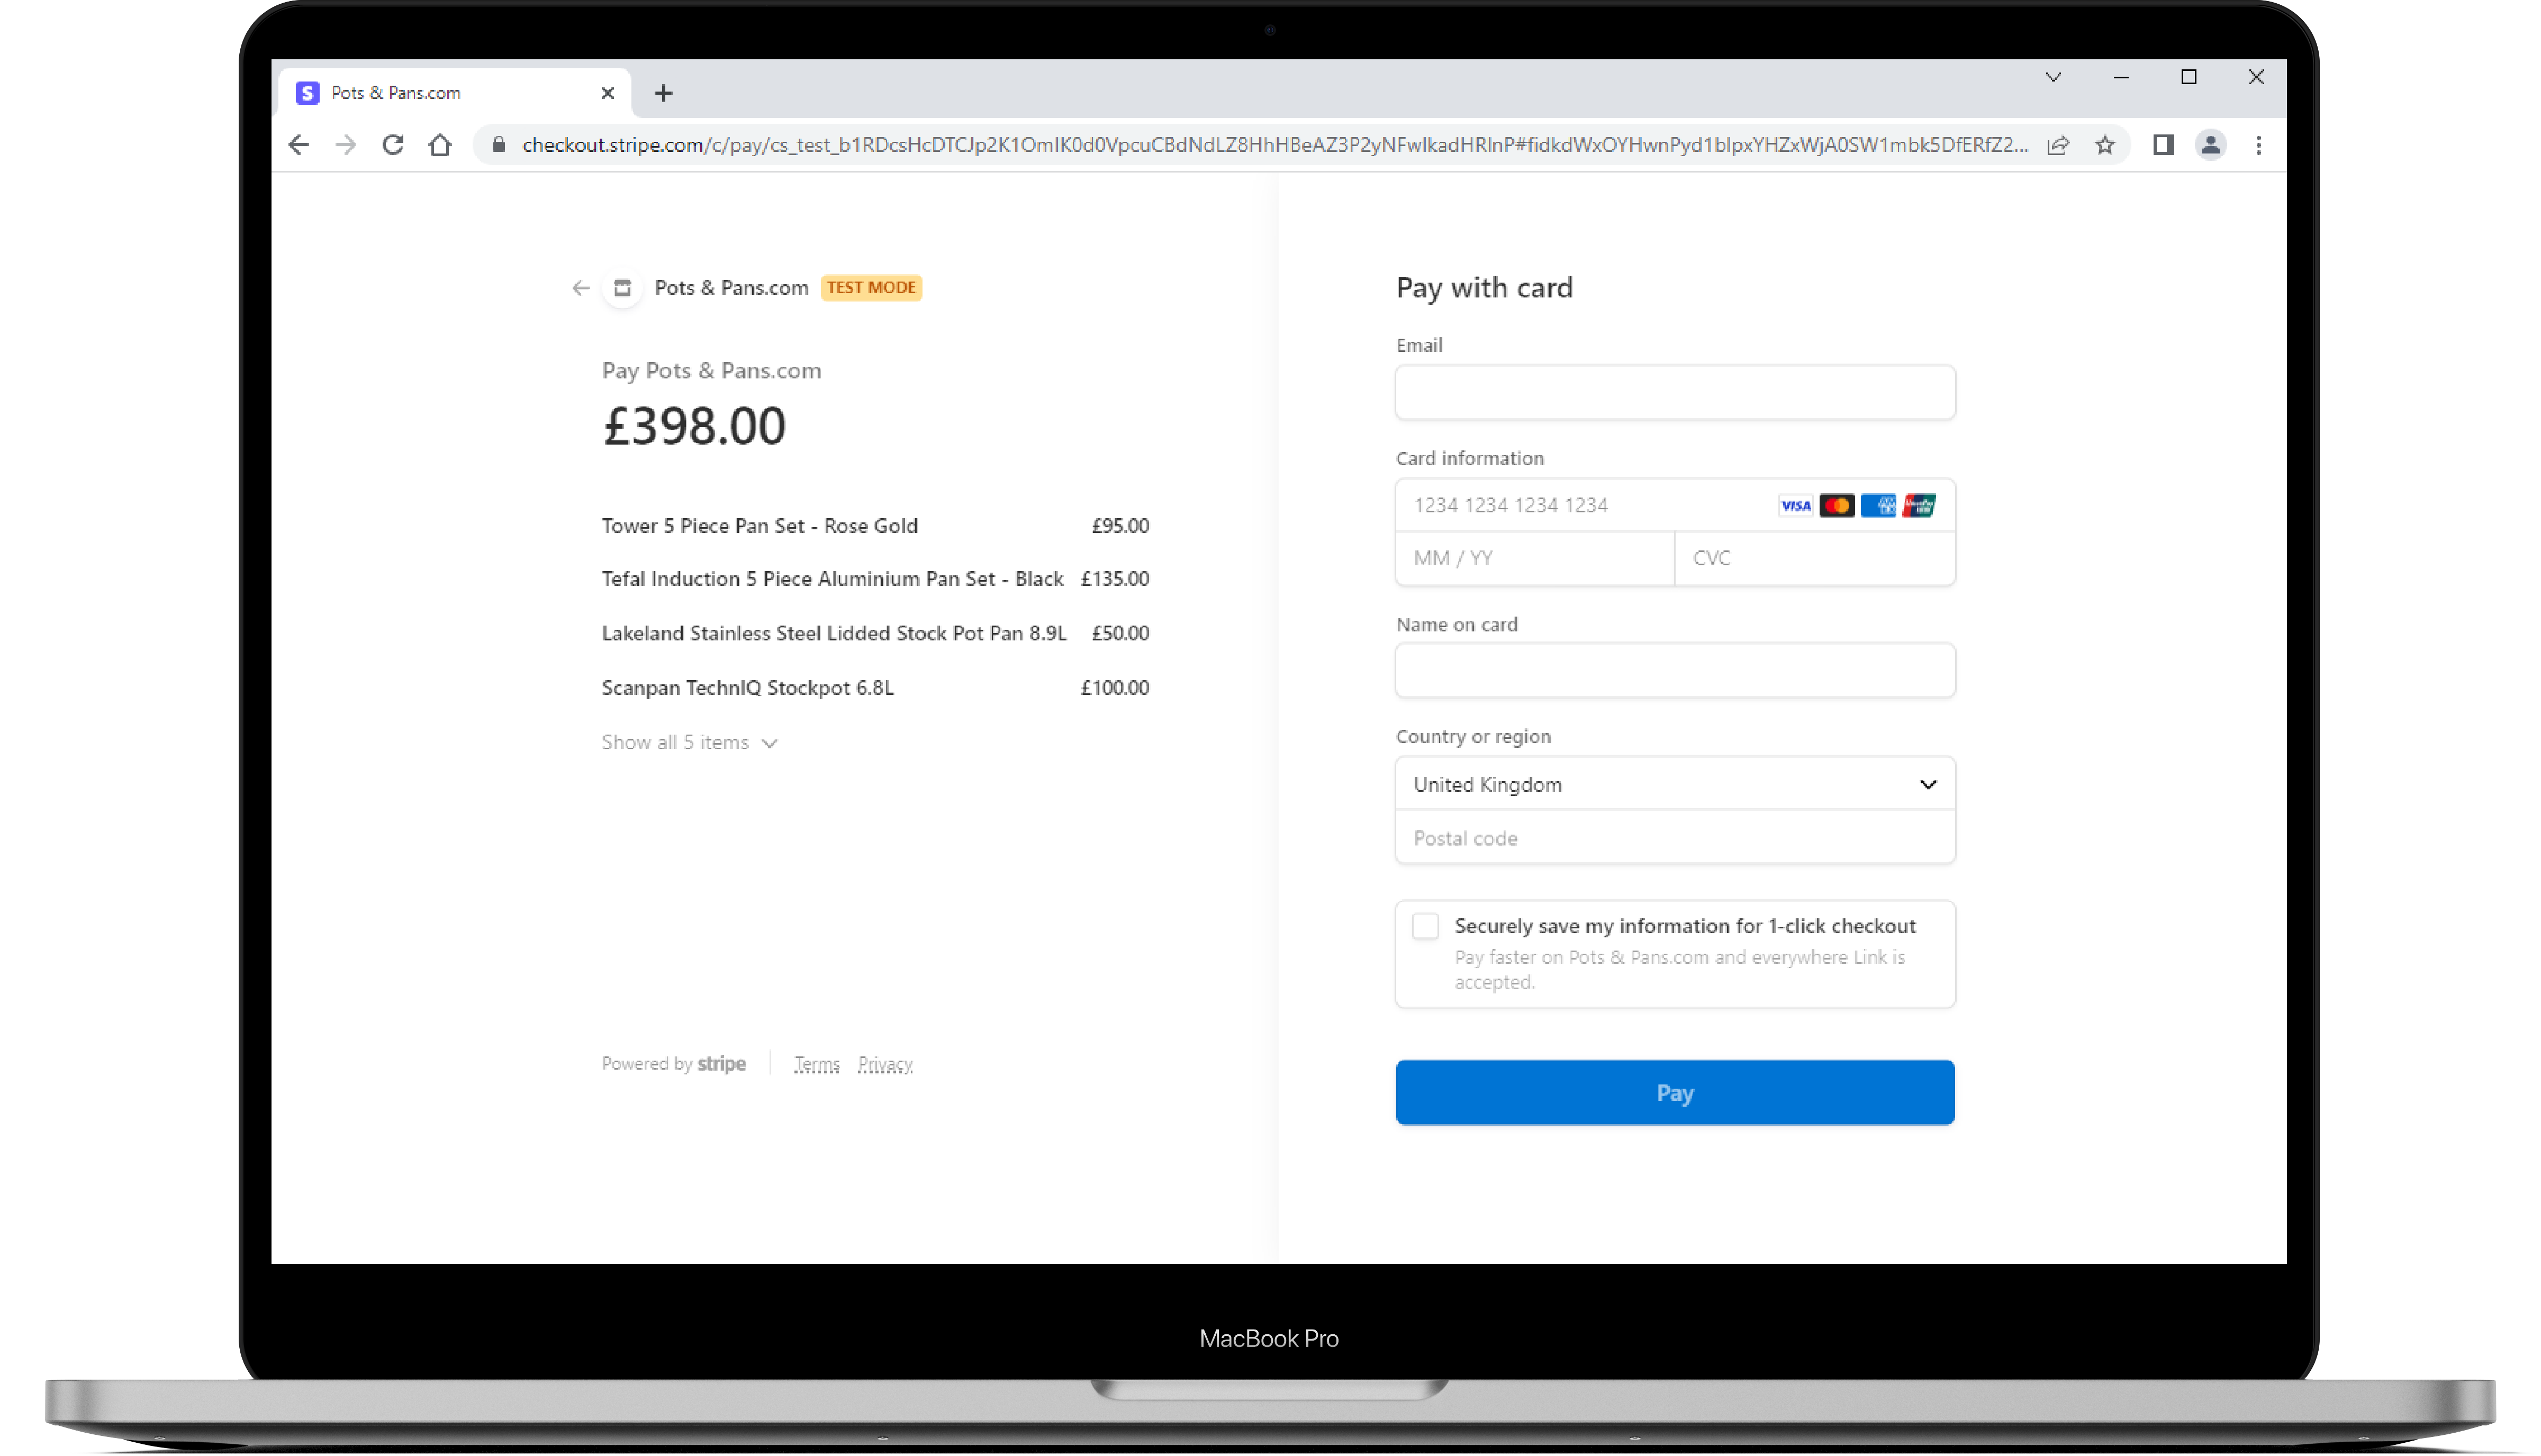 Pots & Pans.com
checkout.stripe.com/c/pay/cs_test_b1RDcsHcDTCJp2K1OmIK0d0VpcuCBdNdLZ8HhHBeAZ3P2yNFwlkadHRlnP#fidkdWxOYHwnPyd1blpxYHZxWjA0SW1mbk5DfERfZ2...
Pots & Pans.com TEST MODE
Pay Pots & Pans.com
£398.00
Tower 5 Piece Pan Set - Rose Gold £95.00
Tefal Induction 5 Piece Aluminium Pan Set - Black £135.00
Lakeland Stainless Steel Lidded Stock Pot Pan 8.9L £50.00
Scanpan TechnIQ Stockpot 6.8L £100.00
Show all 5 items
Powered by stripe Terms Privacy
Pay with card
Email
Card information
1234 1234 1234 1234 VISA AMEX UnionPay
MM / YY CVC
Name on card
Country or region
United Kingdom
Postal code
Securely save my information for 1-click checkout
Pay faster on Pots & Pans.com and everywhere Link is
accepted.
Pay
MacBook Pro